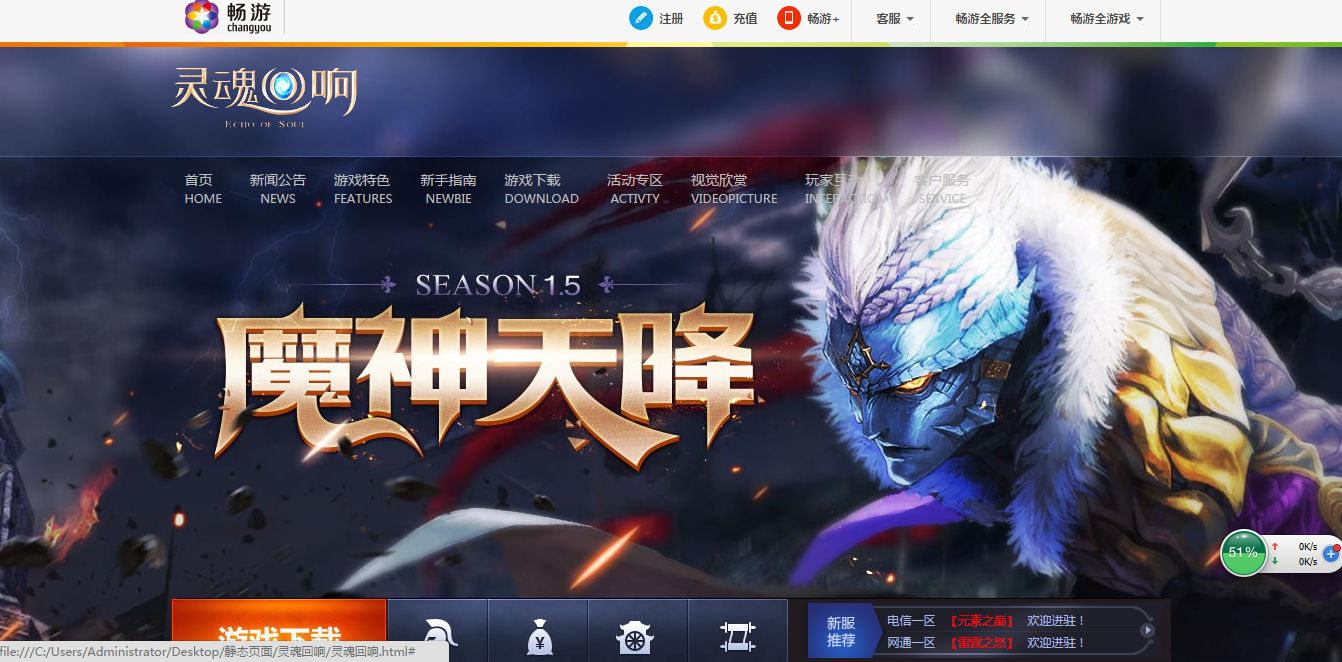 畅游
changyou
注册 充值 畅游+ 客服 畅游全服务 畅游全游戏
灵魂回响
ECHO OF SOUL
首页 新闻公告 游戏特色 新手指南 游戏下载 活动专区 视觉欣赏 玩家互动 客户服务
HOME NEWS FEATURES NEWBIE DOWNLOAD ACTIVTY VIDEOPICTURE INTERACTION SERVICE
SEASON 1.5
魔神天降
51% 0K/s
0K/s
游戏下载
新服
推荐
电信一区 【元素之巅】 欢迎进驻！
网通一区 【雷霆之怒】 欢迎进驻！
file:///C:/Users/Administrator/Desktop/静态页面/灵魂回响/灵魂回响.html#